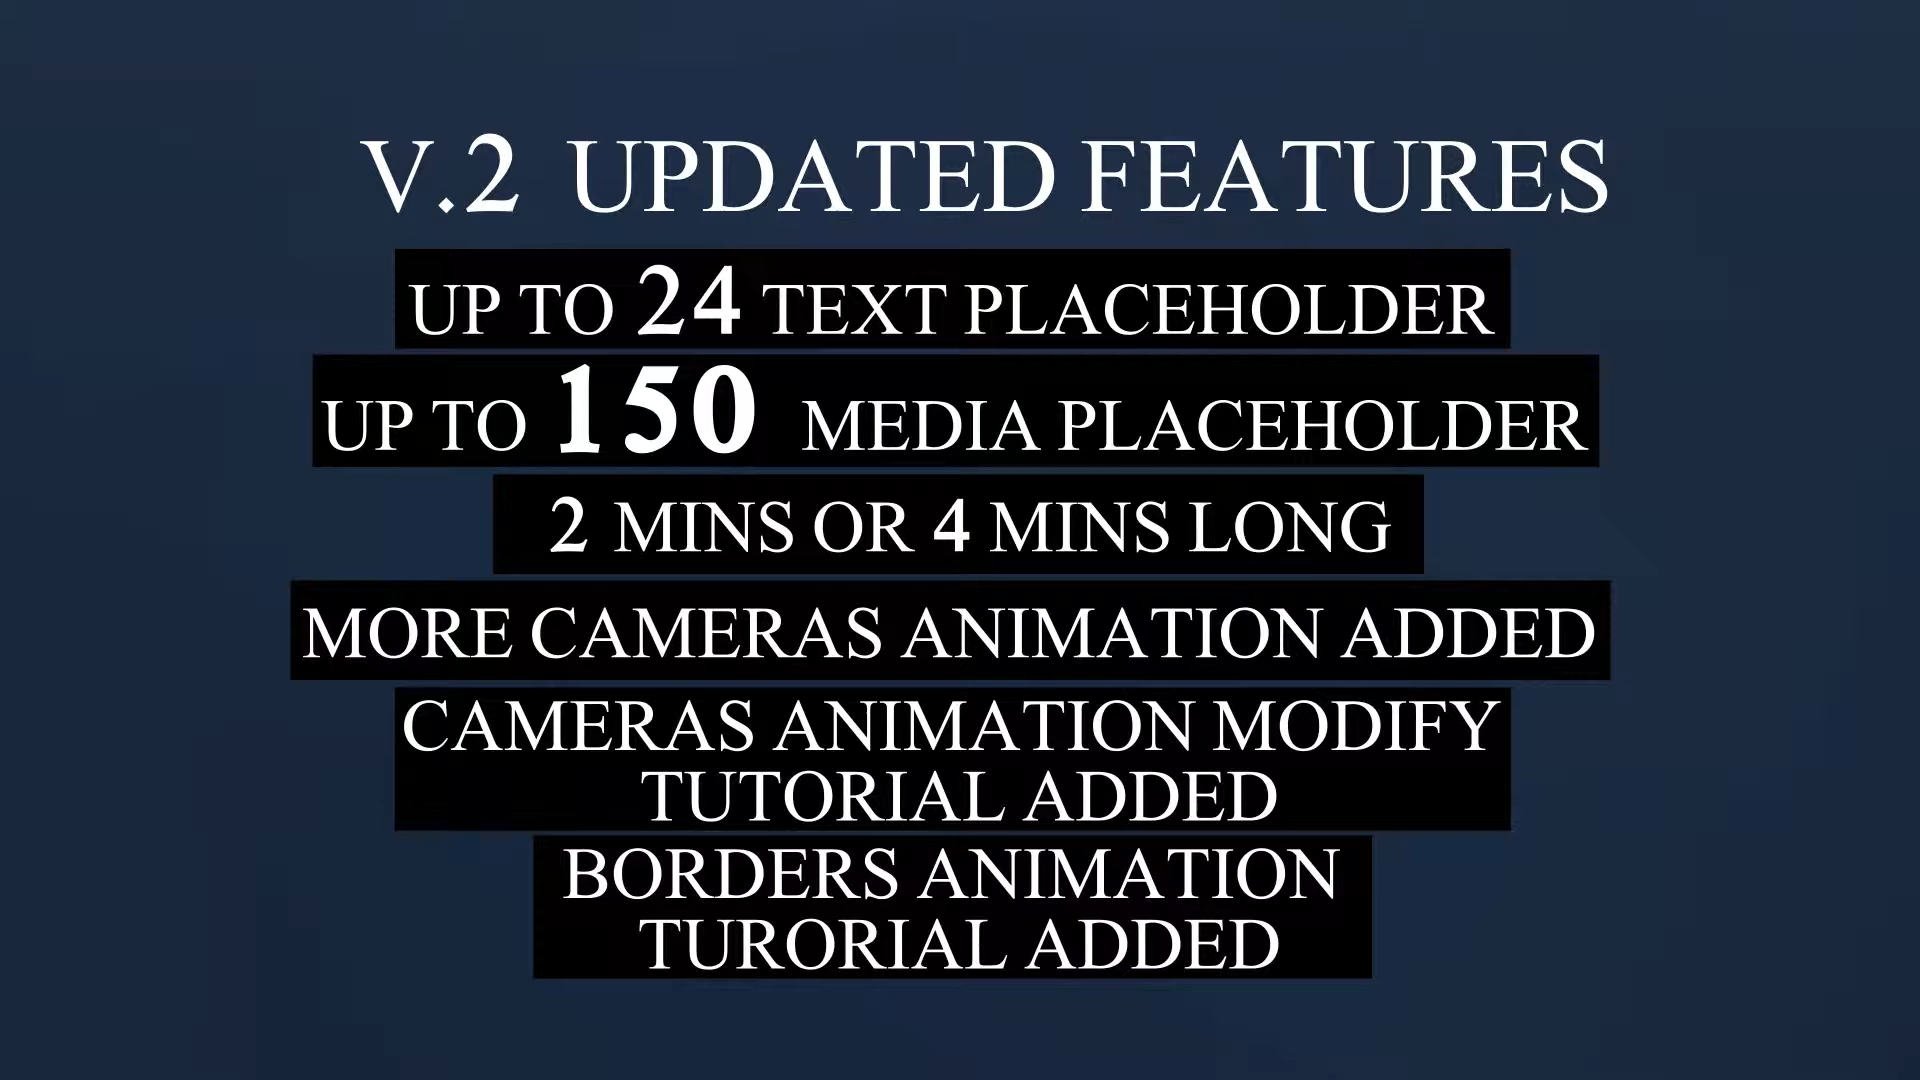 V.2 UPDATED FEATURES
UP TO 24 TEXT PLACEHOLDER
UP TO 150 MEDIA PLACEHOLDER
2 MINS OR 4 MINS LONG
MORE CAMERAS ANIMATION ADDED
CAMERAS ANIMATION MODIFY
TUTORIAL ADDED
BORDERS ANIMATION
TURORIAL ADDED